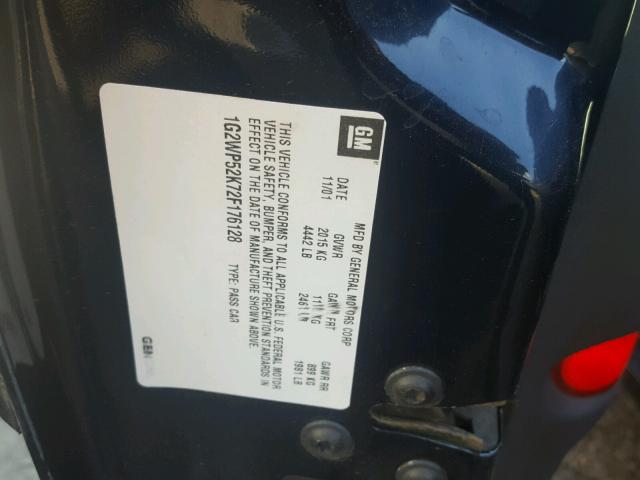 GM
MFD BY GENERAL MOTORS CORP
DATE GVWR GAWR FRT GAWR RR
11/01 2015 KG KG 899 KG
4442 LB 2461 1981 LB
THIS VEHICLE CONFORMS TO ALL APPLICABLE U.S. FEDERAL MOTOR
VEHICLE SAFETY, BUMPER, AND THEFT PREVENTION STANDARDS IN
EFFECT ON THE DATE OF MANUFACTURE SHOWN ABOVE.
1G2WP52K72F176128 TYPE: PASS CAR